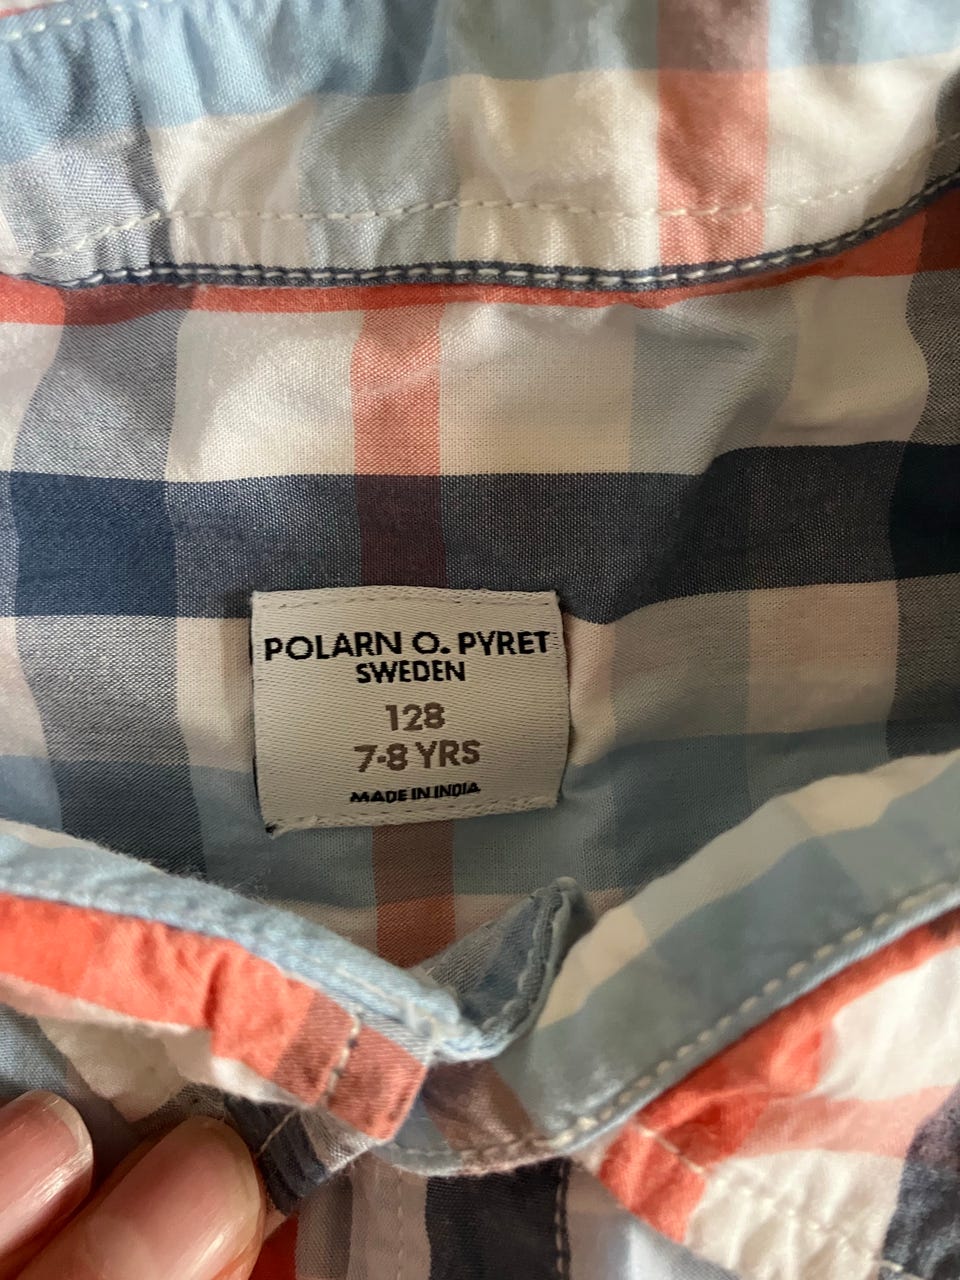 POLARN O. PYRET
SWEDEN
128
7-8 YRS
MADE IN INDIA